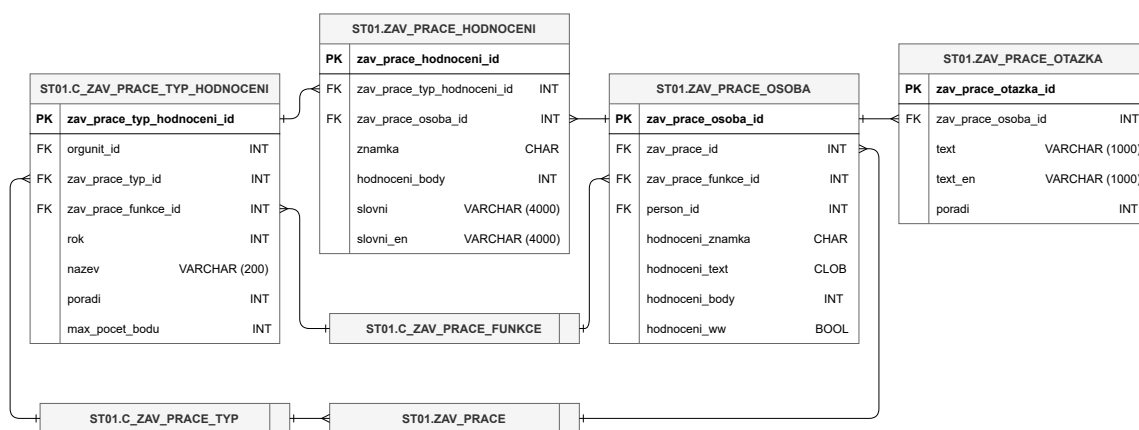 ST01.ZAV_PRACE_HODNOCENI
PK zav_prace_hodnoceni_id
FK zav_prace_typ_hodnoceni_id INT
FK zav_prace_osoba_id INT
znamka CHAR
hodnoceni_body INT
slovni VARCHAR (4000)
slovni_en VARCHAR (4000)
ST01.C_ZAV_PRACE_TYP_HODNOCENI
PK zav_prace_typ_hodnoceni_id
FK orgunit_id INT
FK zav_prace_typ_id INT
FK zav_prace_funkce_id INT
rok INT
nazev VARCHAR (200)
poradi INT
max_pocet_bodu INT
ST01.ZAV_PRACE_OSOBA
PK zav_prace_osoba_id
FK zav_prace_id INT
FK zav_prace_funkce_id INT
FK person_id INT
hodnoceni_znamka CHAR
hodnoceni_text CLOB
hodnoceni_body INT
hodnoceni_ww BOOL
ST01.ZAV_PRACE_OTAZKA
PK zav_prace_otazka_id
FK zav_prace_osoba_id INT
text VARCHAR (1000)
text_en VARCHAR (1000)
poradi INT
ST01.C_ZAV_PRACE_FUNKCE
ST01.C_ZAV_PRACE_TYP
ST01.ZAV_PRACE